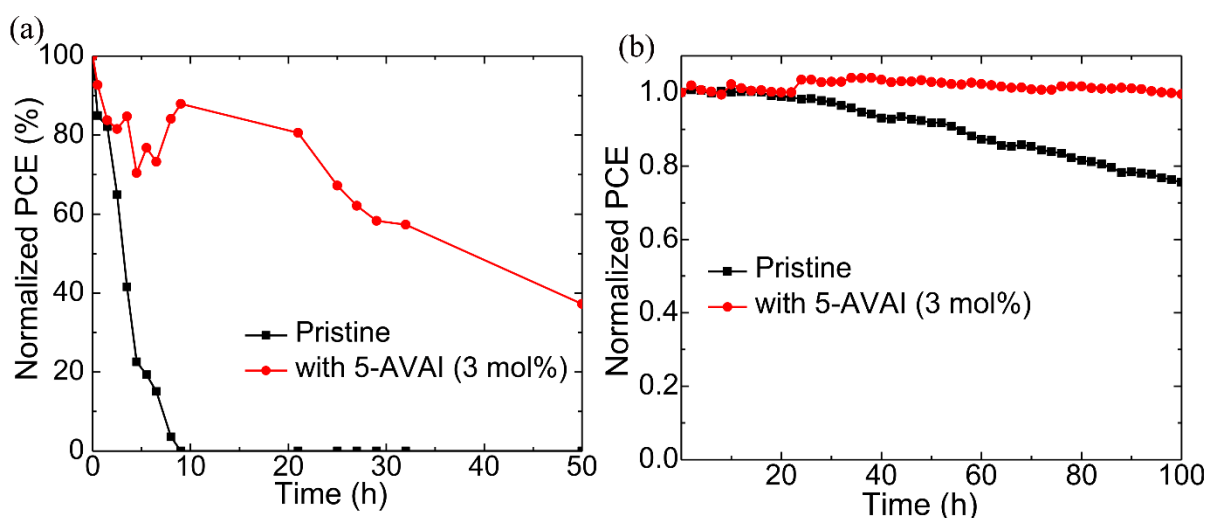 (a)
100
80
60
40
20
0
Normalized PCE (%)
Pristine
with 5-AVAI (3 mol%)
0 10 20 30 40 50
Time (h)
(b)
1.0
0.8
0.6
0.4
0.2
0.0
Normalized PCE
Pristine
with 5-AVAI (3 mol%)
20 40 60 80 100
Time (h)